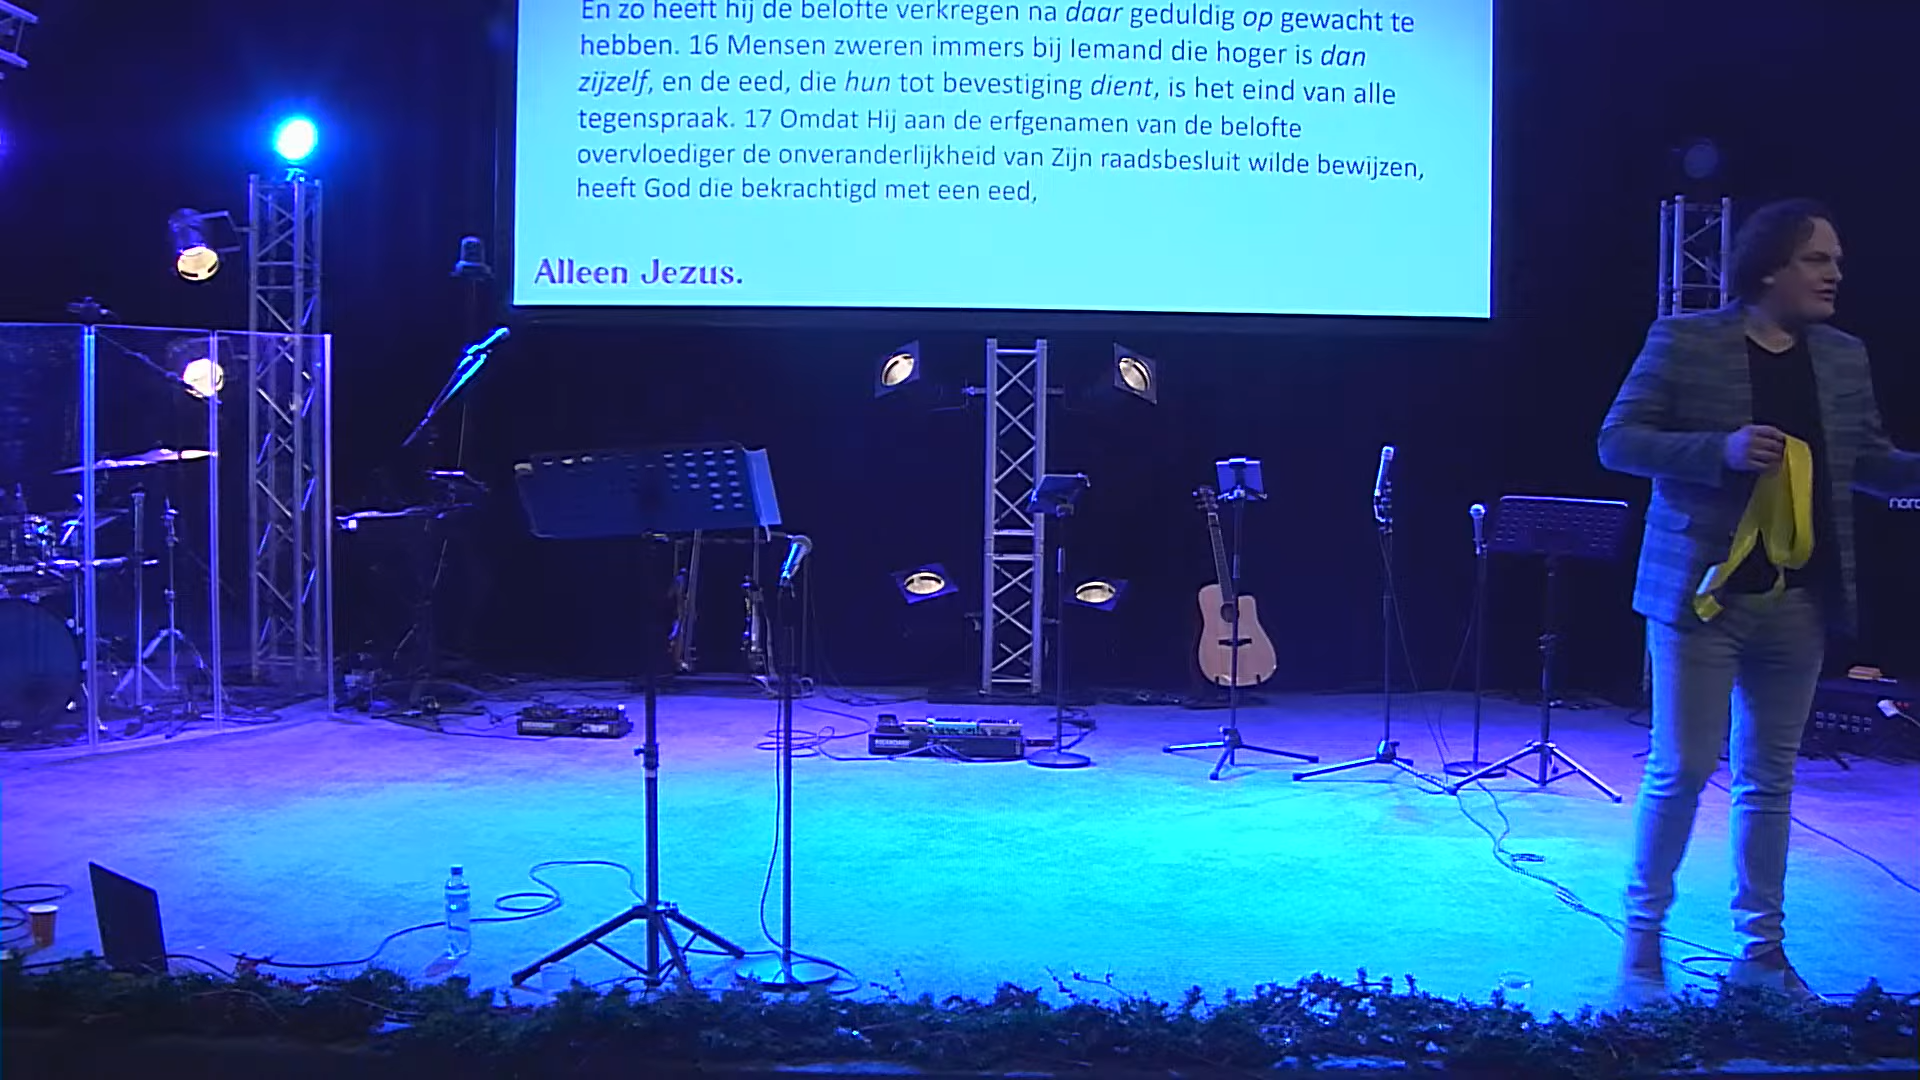 En zo heeft hij de belofte verkregen na daar geduldig op gewacht te
hebben. 16 Mensen zweren immers bij Iemand die hoger is dan
zijzelf, en de eed, die hun tot bevestiging dient, is het eind van alle
tegenspraak. 17 Omdat Hij aan de erfgenamen van de belofte
overvloediger de onveranderlijkheid van Zijn raadsbesluit wilde bewijzen,
heeft God die bekrachtigd met een eed,
Alleen Jezus.